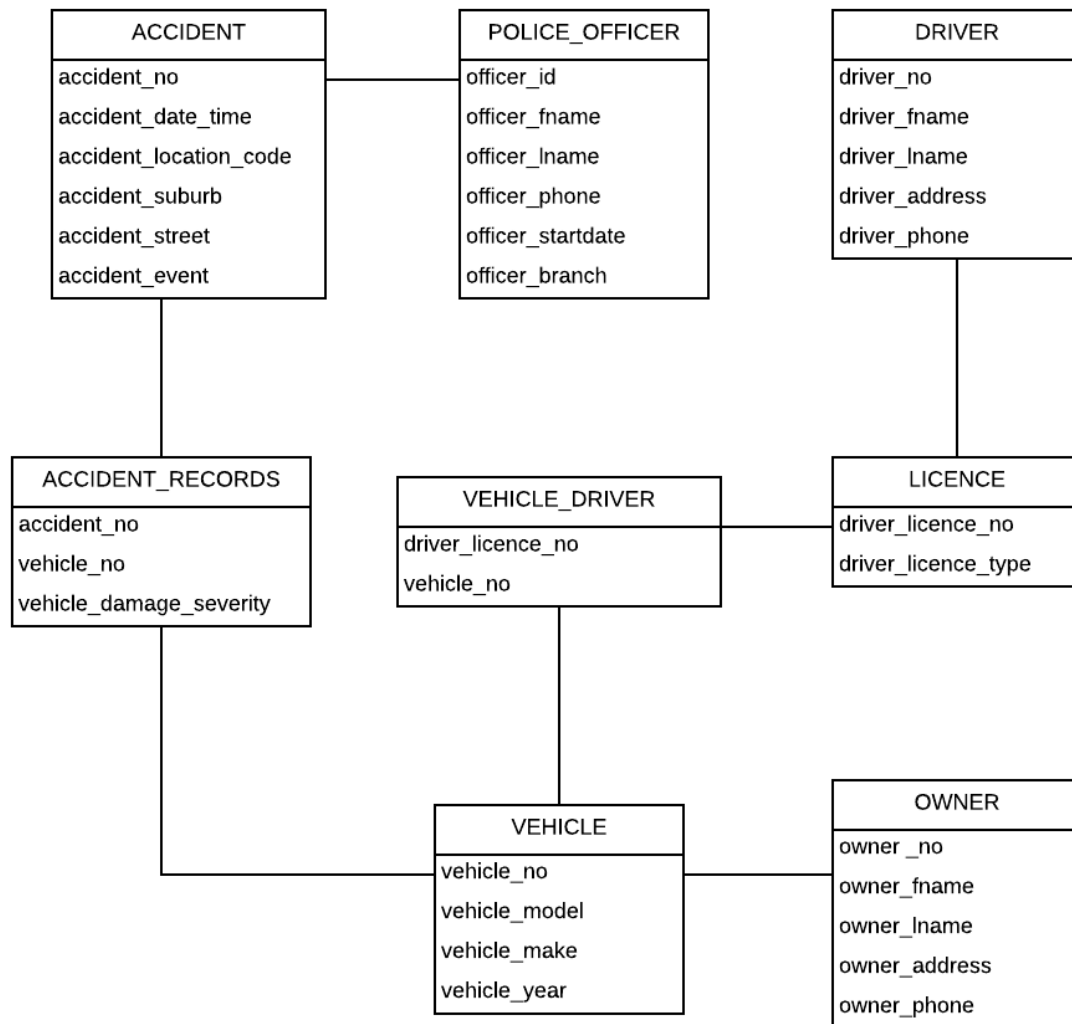 ACCIDENT
accident_no
accident_date_time
accident_location_code
accident_suburb
accident_street
accident_event
POLICE_OFFICER
officer_id
officer_fname
officer_lname
officer_phone
officer_startdate
officer_branch
DRIVER
driver_no
driver_fname
driver_lname
driver_address
driver_phone
ACCIDENT_RECORDS
accident_no
vehicle_no
vehicle_damage_severity
VEHICLE_DRIVER
driver_licence_no
vehicle_no
LICENCE
driver_licence_no
driver_licence_type
VEHICLE
vehicle_no
vehicle_model
vehicle_make
vehicle_year
OWNER
owner _no
owner_fname
owner_lname
owner_address
owner_phone